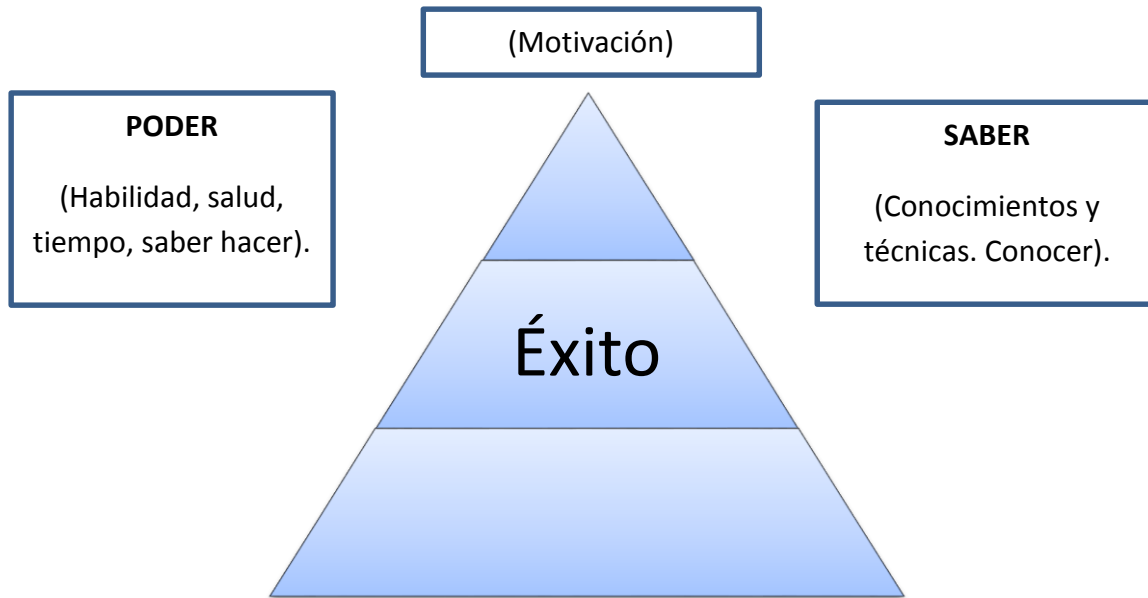 (Motivación)
PODER
(Habilidad, salud,
tiempo, saber hacer).
SABER
(Conocimientos y
técnicas. Conocer).
Éxito